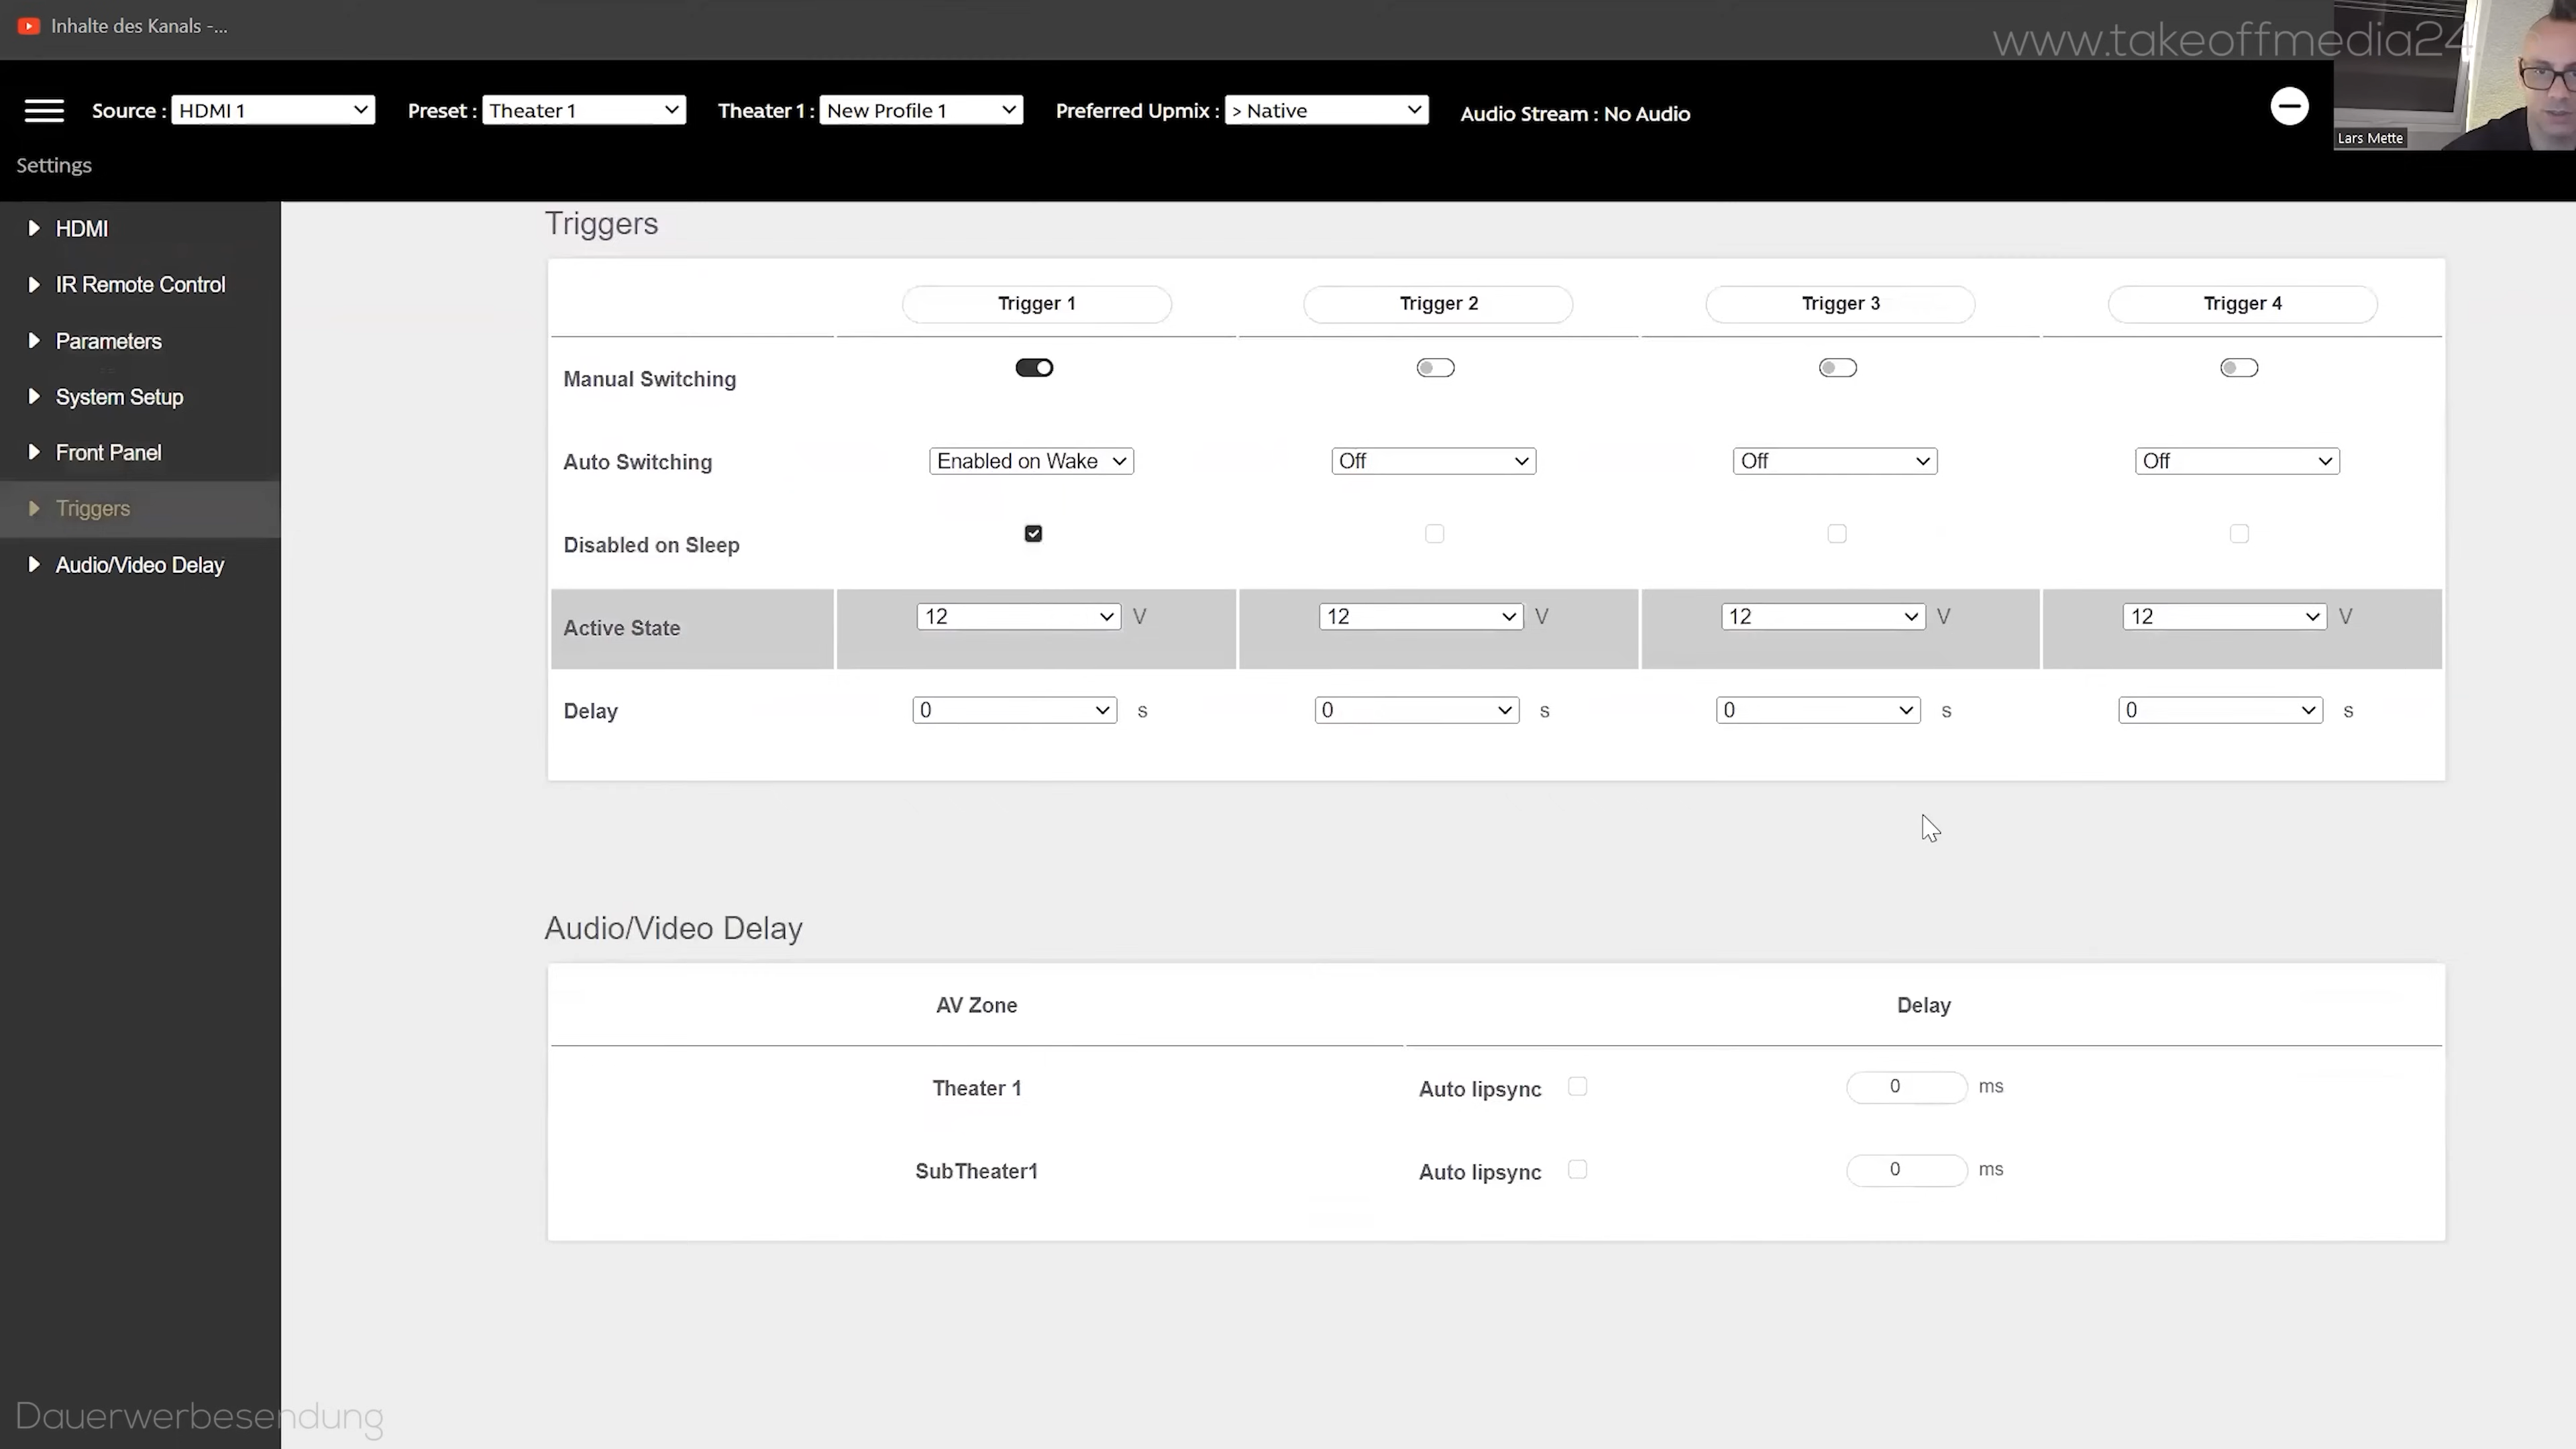 Inhalte des Kanals -...
www.takeoffmedia24.
Source : HDMI 1 Preset : Theater 1 Theater 1 : New Profile 1 Preferred Upmix : > Native Audio Stream : No Audio
Lars Mette
Settings
HDMI
IR Remote Control
Parameters
System Setup
Front Panel
Triggers
Audio/Video Delay
Triggers
Trigger 1 Trigger 2 Trigger 3 Trigger 4
Manual Switching
Auto Switching Enabled on Wake Off Off Off
Disabled on Sleep
Active State 12 V 12 V 12 V 12 V
Delay 0 s 0 s 0 s 0 s
Audio/Video Delay
AV Zone Delay
Theater 1 Auto lipsync 0 ms
SubTheater1 Auto lipsync 0 ms
Dauerwerbesendung